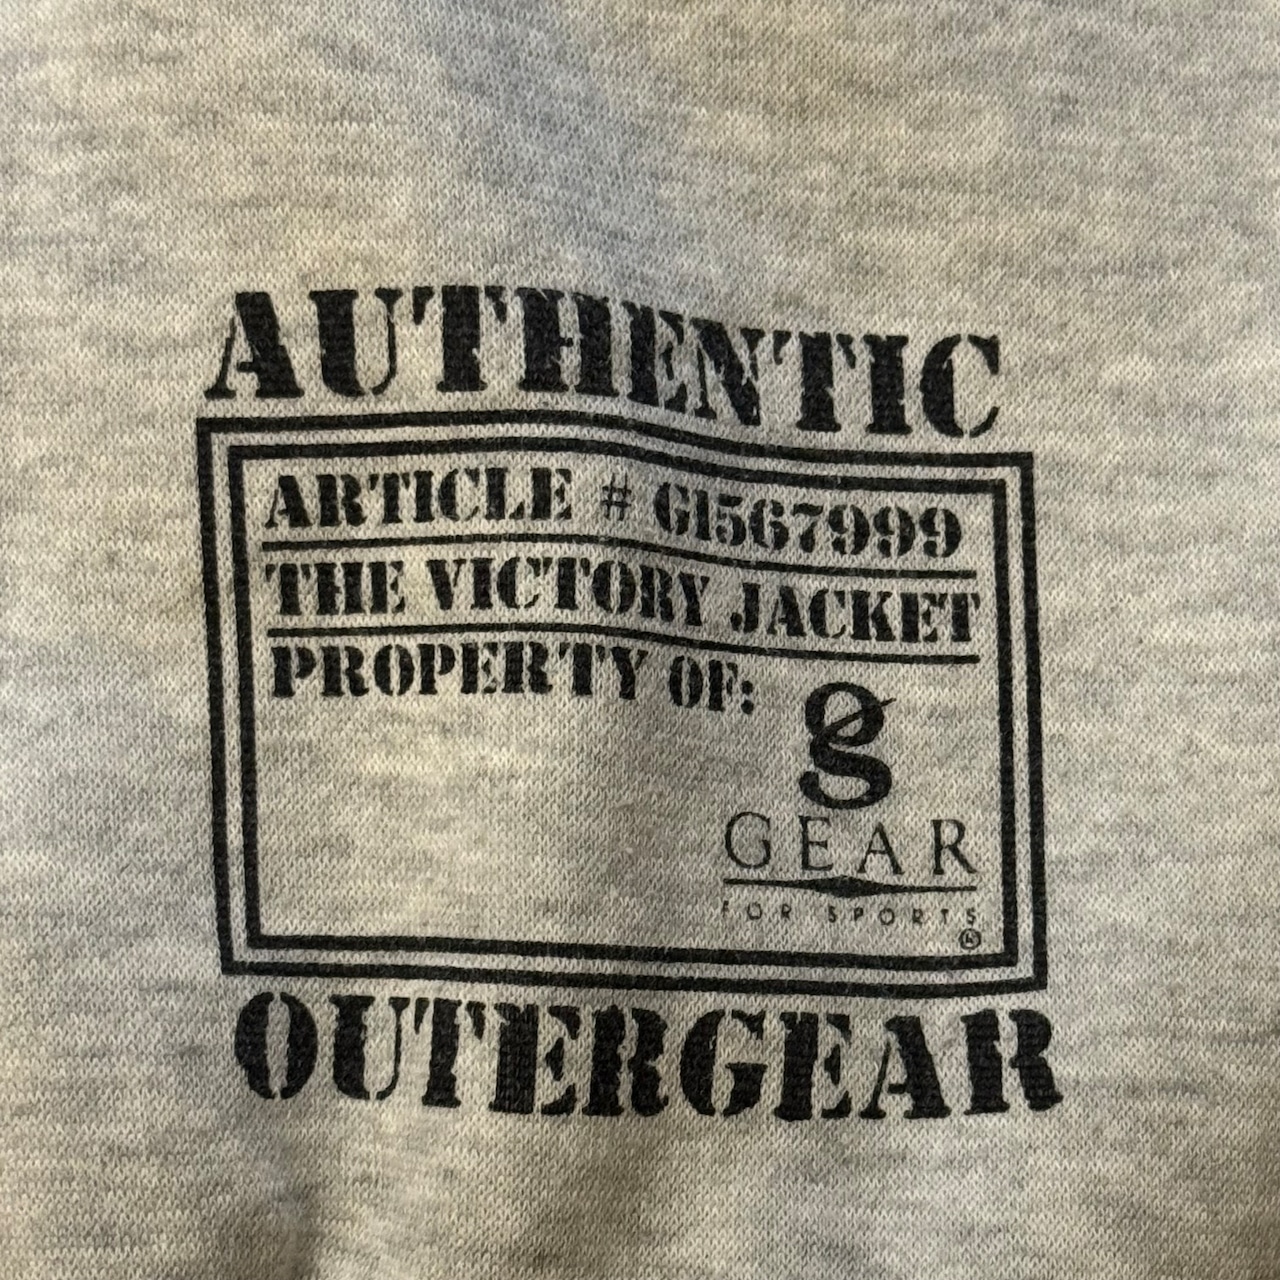 AUTHENTIC
ARTICLE # G1567999
THE VICTORY JACKET
PROPERTY OF:
GEAR
FOR SPORTS
®
OUTERGEAR